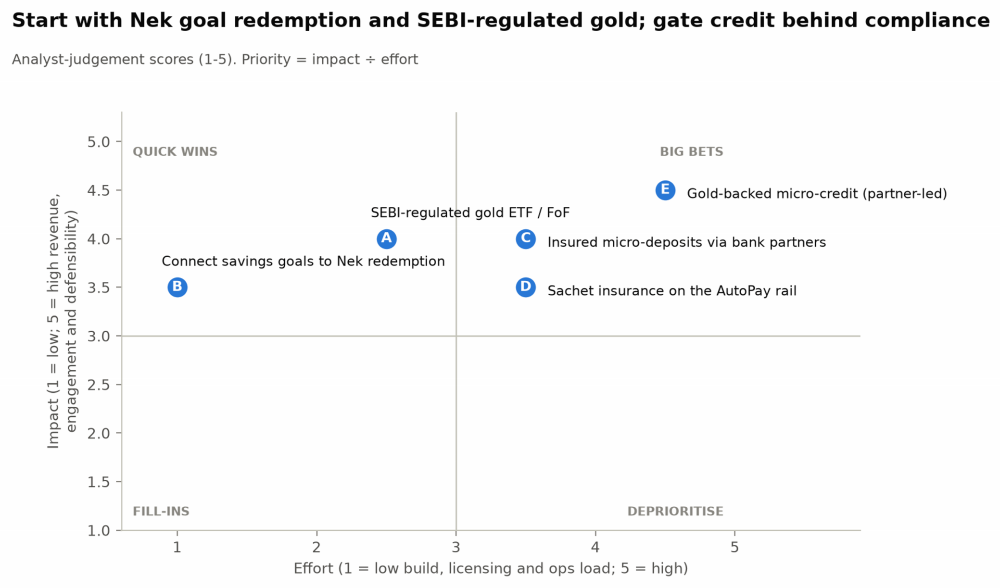 Start with Nek goal redemption and SEBI-regulated gold; gate credit behind compliance
Analyst-judgement scores (1-5). Priority = impact ÷ effort
Impact (1 = low; 5 = high revenue,
engagement and defensibility)
5.0
QUICK WINS
BIG BETS
4.5
E
Gold-backed micro-credit (partner-led)
SEBI-regulated gold ETF / FoF
4.0
A
C
Insured micro-deposits via bank partners
Connect savings goals to Nek redemption
3.5
B
D
Sachet insurance on the AutoPay rail
3.0
2.5
2.0
1.5
FILL-INS
DEPRIORITISE
1.0
1
2
3
4
5
Effort (1 = low build, licensing and ops load; 5 = high)